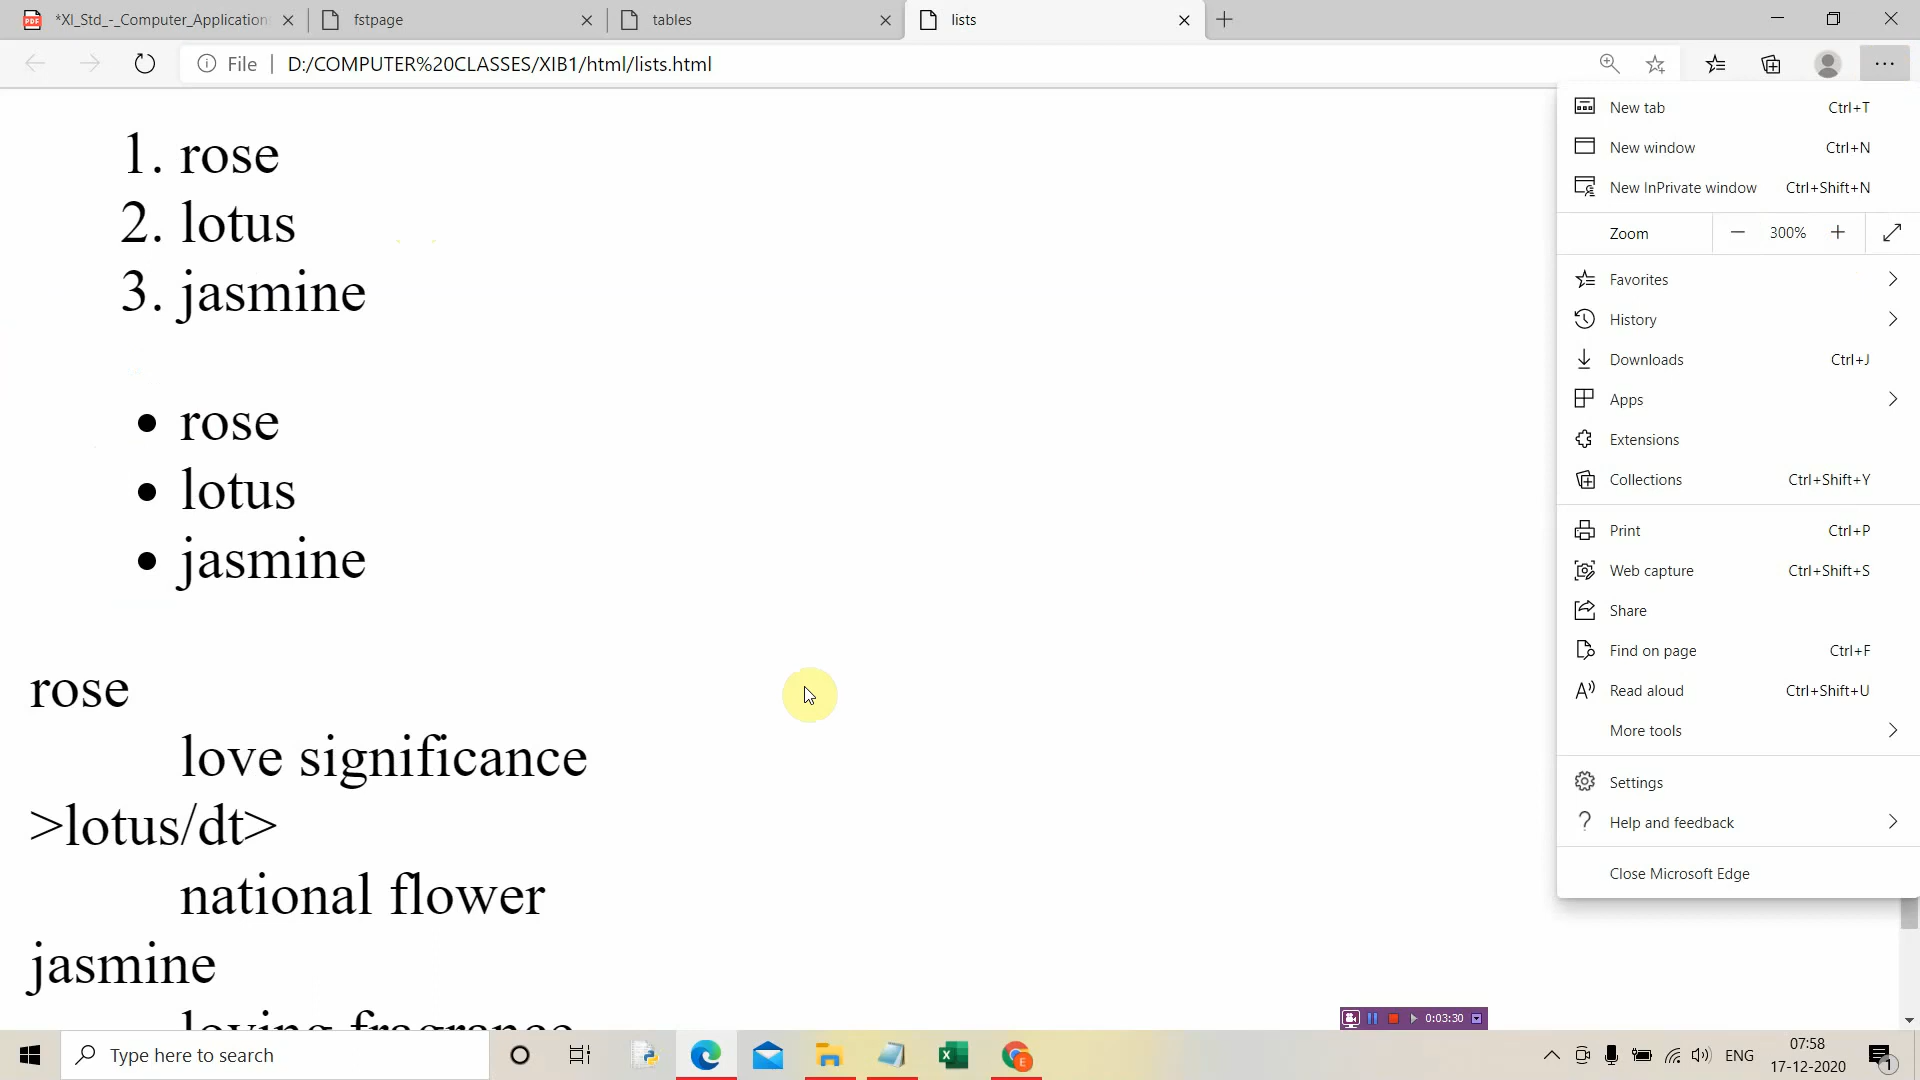 *XI_Std_-_Computer_Application
fstpage
tables
lists
File
D:/COMPUTER%20CLASSES/XIB1/html/lists.html
1. rose
2. lotus
3. jasmine
• rose
• lotus
• jasmine
rose
love significance
>lotus/dt>
national flower
jasmine
loving fragrance
New tab Ctrl+T
New window Ctrl+N
New InPrivate window Ctrl+Shift+N
Zoom — 300% +
Favorites
History
Downloads Ctrl+J
Apps
Extensions
Collections Ctrl+Shift+Y
Print Ctrl+P
Web capture Ctrl+Shift+S
Share
Find on page Ctrl+F
Read aloud Ctrl+Shift+U
More tools
Settings
Help and feedback
Close Microsoft Edge
0:03:30
Type here to search
ENG
07:58
17-12-2020
1